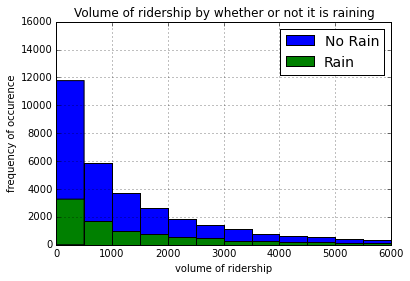 Volume of ridership by whether or not it is raining
16000
14000
12000
10000
8000
6000
4000
2000
0
frequency of occurence
No Rain
Rain
0 1000 2000 3000 4000 5000 6000
volume of ridership